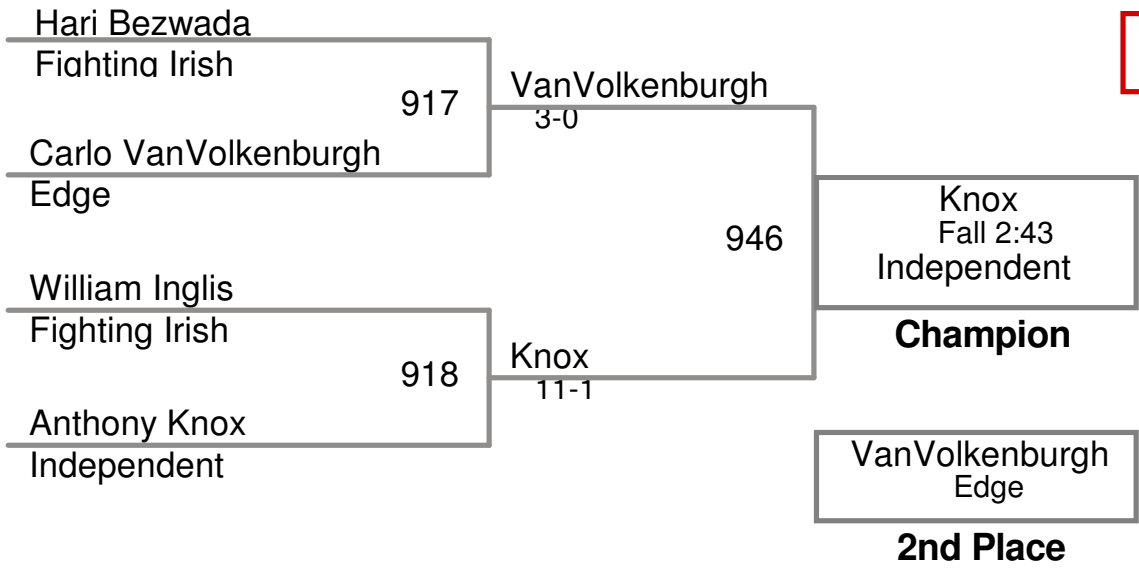 Hari Bezwada
Fighting Irish
917
VanVolkenburgh
3-0
Carlo VanVolkenburgh
Edge
946
Knox
Fall 2:43
Independent
Champion
William Inglis
Fighting Irish
918
Knox
11-1
Anthony Knox
Independent
VanVolkenburgh
Edge
2nd Place